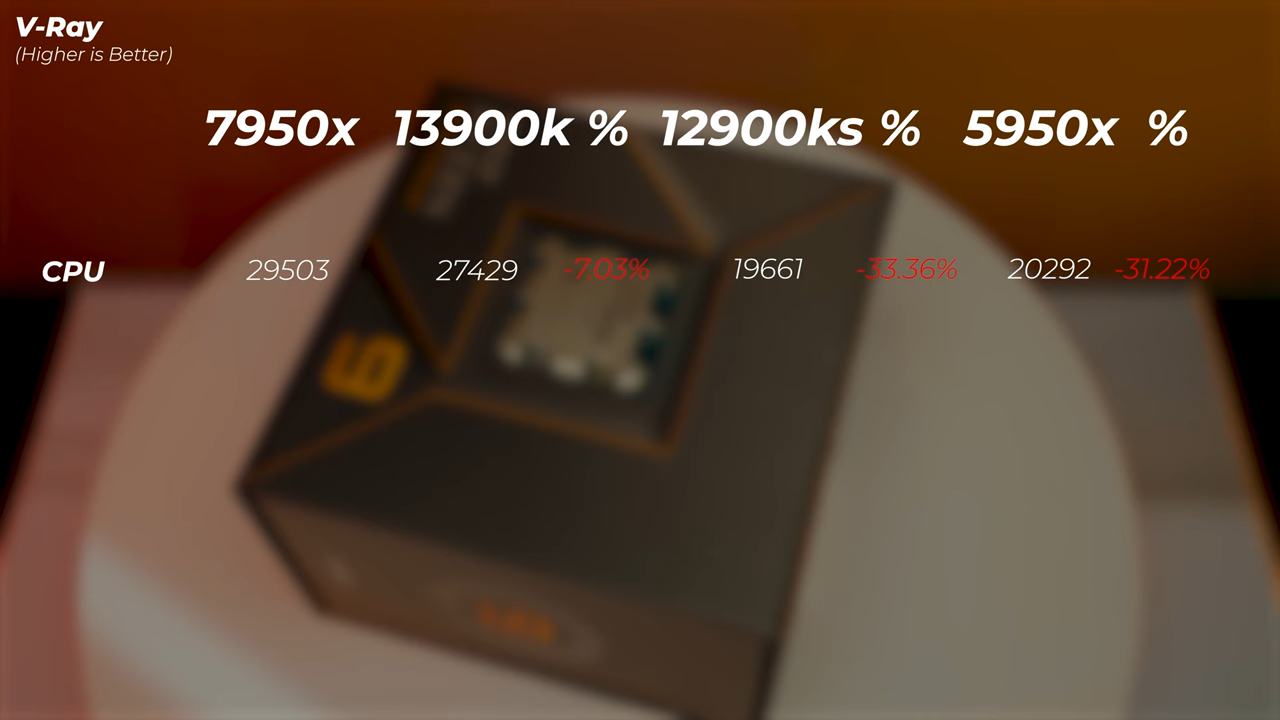 V-Ray
(Higher is Better)
7950x 13900k % 12900ks % 5950x %
CPU 29503 27429 -7.03% 19661 -33.36% 20292 -31.22%
9